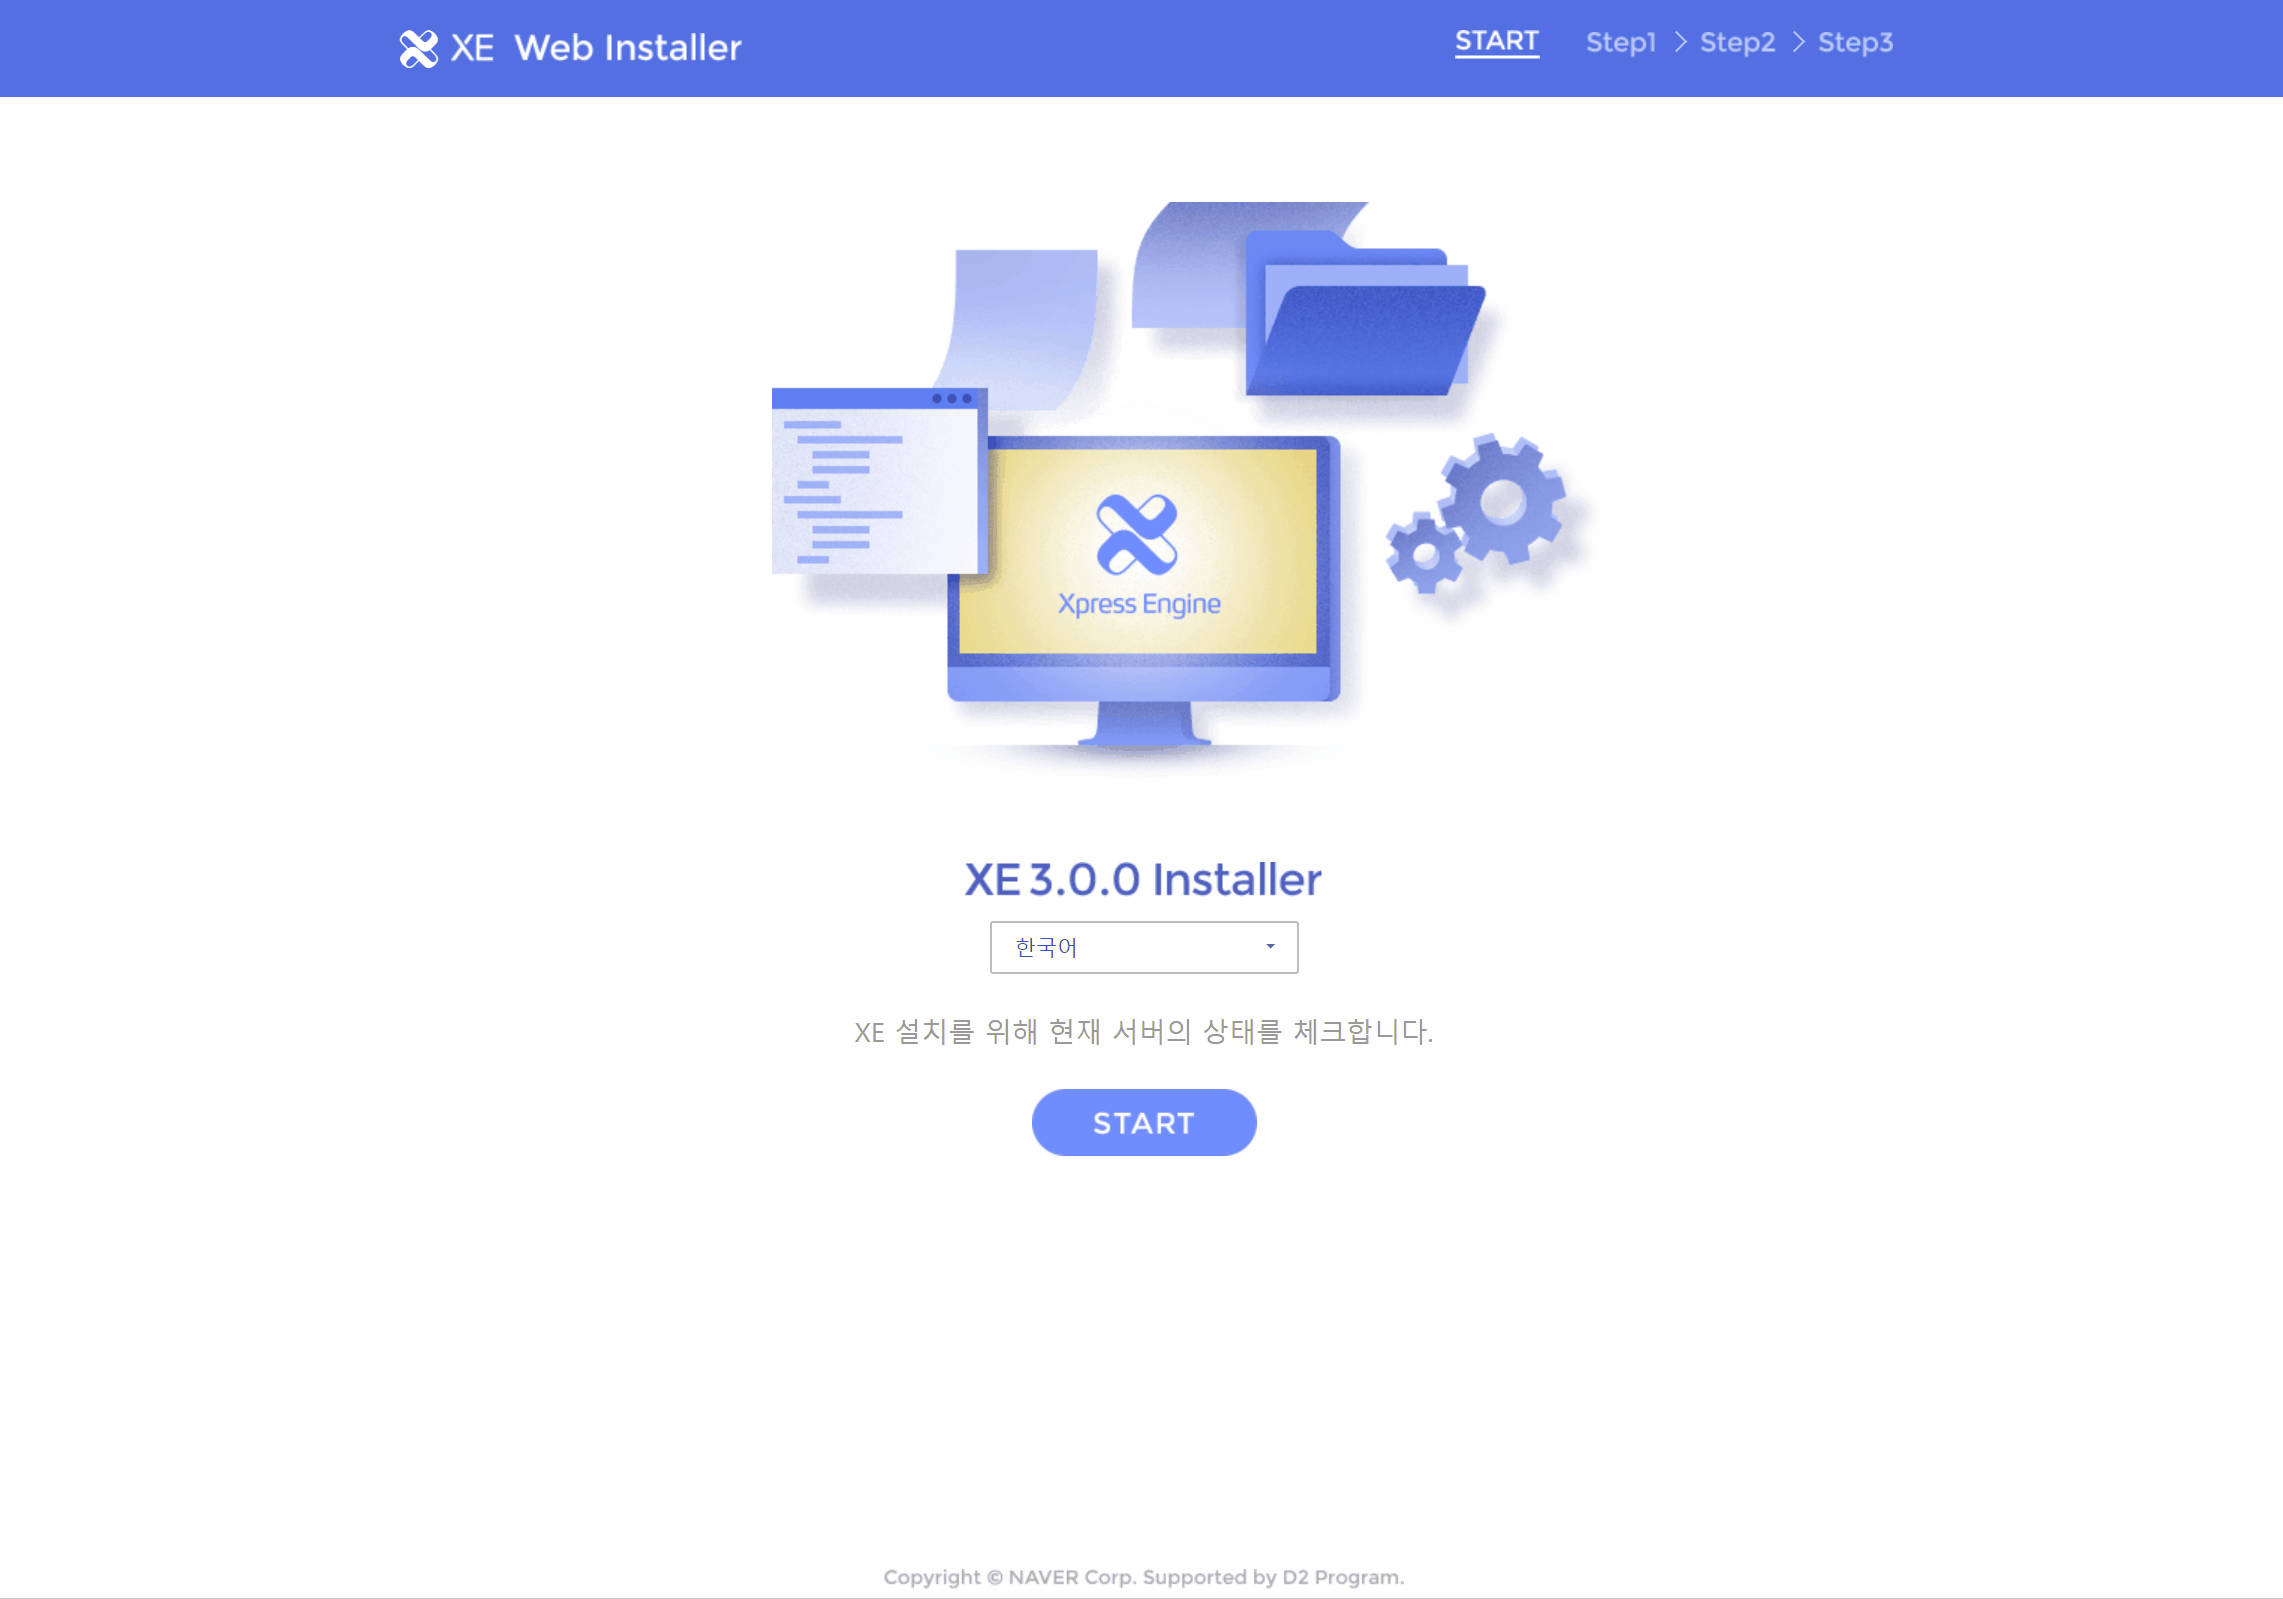 XE Web Installer
START Step1 Step2 Step3
Xpress Engine
XE 3.0.0 Installer
한국어
XE 설치를 위해 현재 서버의 상태를 체크합니다.
START
Copyright © NAVER Corp. Supported by D2 Program.